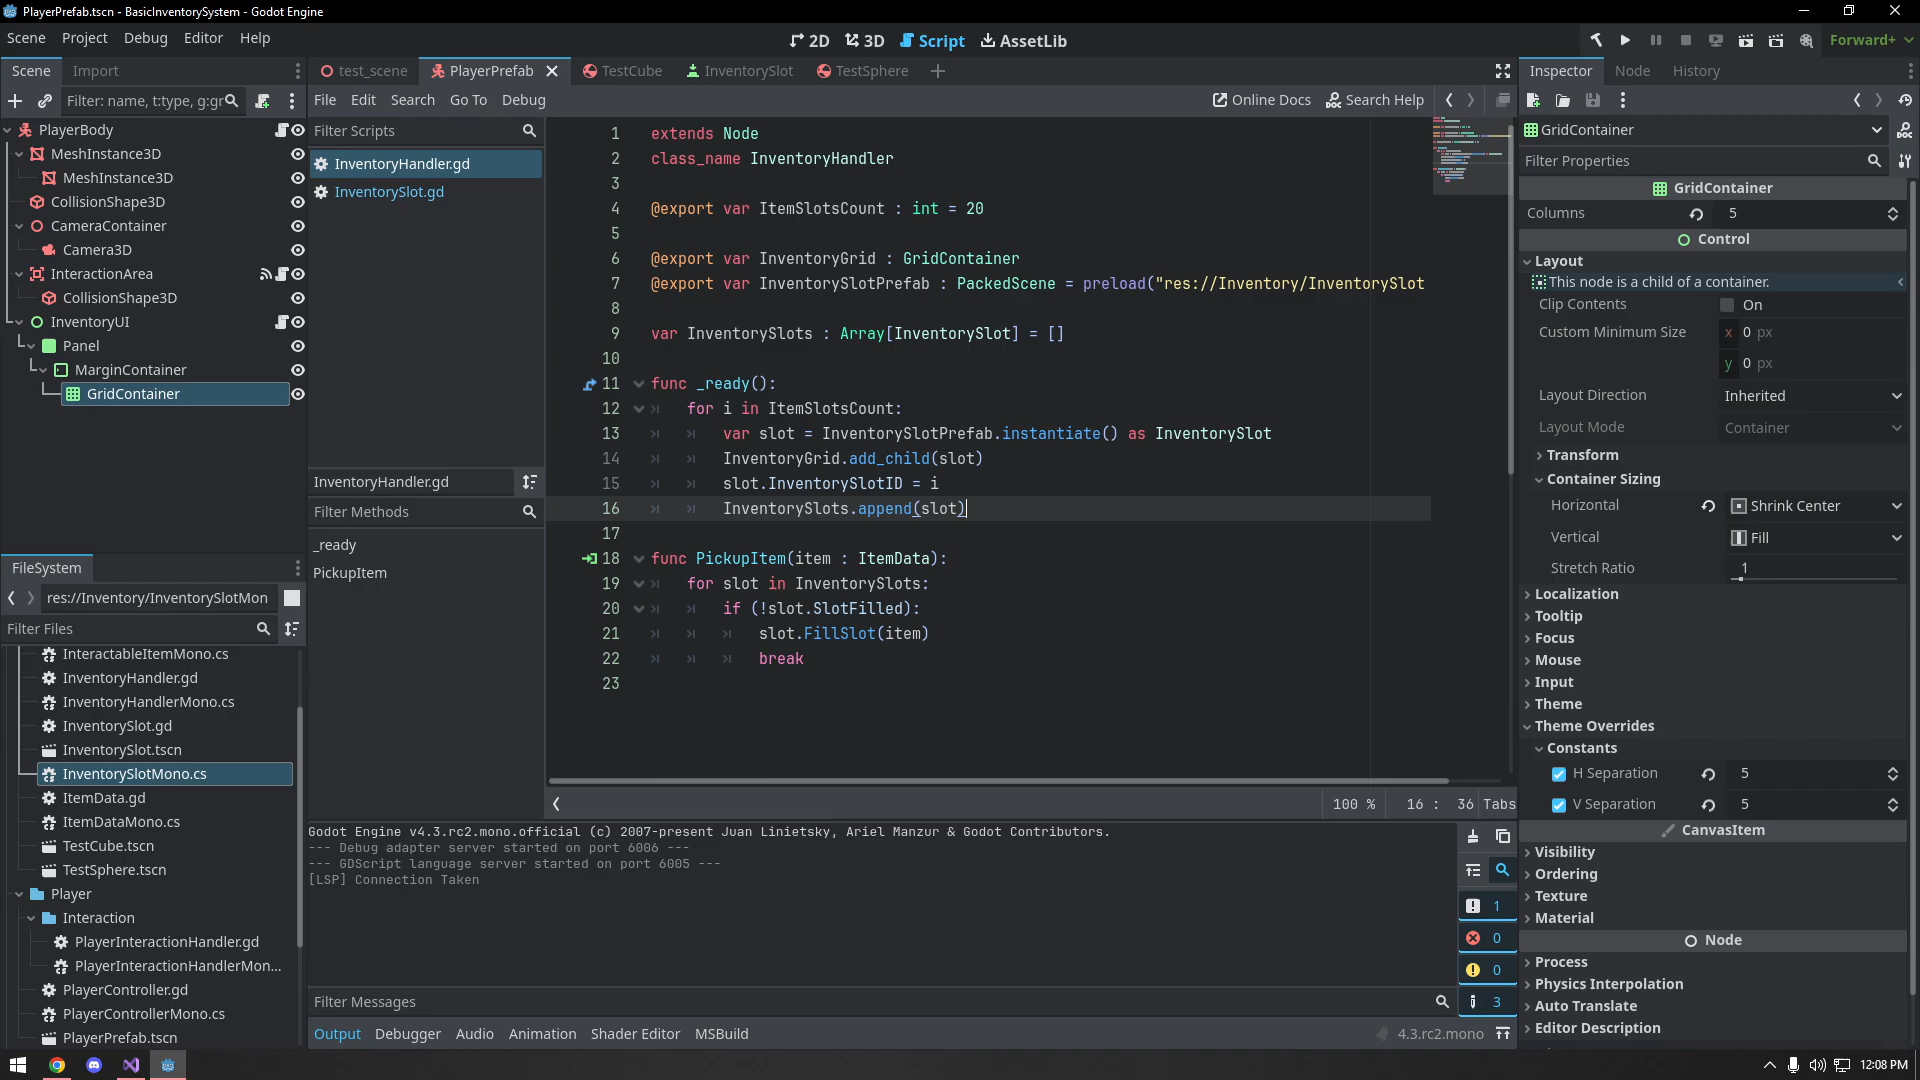 PlayerPrefab.tscn - BasicInventorySystem - Godot Engine
Scene Project Debug Editor Help
2D 3D Script AssetLib
Forward+
Scene Import
test_scene PlayerPrefab TestCube InventorySlot TestSphere
Inspector Node History
Filter: name, t:type, g:gr
File Edit Search Go To Debug
Online Docs Search Help
PlayerBody
MeshInstance3D
MeshInstance3D
CollisionShape3D
CameraContainer
Camera3D
InteractionArea
CollisionShape3D
InventoryUI
Panel
MarginContainer
GridContainer
FileSystem
res://Inventory/InventorySlotMon
Filter Files
InteractableItemMono.cs
InventoryHandler.gd
InventoryHandlerMono.cs
InventorySlot.gd
InventorySlot.tscn
InventorySlotMono.cs
ItemData.gd
ItemDataMono.cs
TestCube.tscn
TestSphere.tscn
Player
Interaction
PlayerInteractionHandler.gd
PlayerInteractionHandlerMon...
PlayerController.gd
PlayerControllerMono.cs
PlayerPrefab.tscn
Filter Scripts
InventoryHandler.gd
InventorySlot.gd
InventoryHandler.gd
Filter Methods
_ready
PickupItem
1 extends Node
2 class_name InventoryHandler
3
4 @export var ItemSlotsCount : int = 20
5
6 @export var InventoryGrid : GridContainer
7 @export var InventorySlotPrefab : PackedScene = preload("res://Inventory/InventorySlot
8
9 var InventorySlots : Array[InventorySlot] = []
10
11 func _ready():
12 for i in ItemSlotsCount:
13 var slot = InventorySlotPrefab.instantiate() as InventorySlot
14 InventoryGrid.add_child(slot)
15 slot.InventorySlotID = i
16 InventorySlots.append(slot)
17
18 func PickupItem(item : ItemData):
19 for slot in InventorySlots:
20 if (!slot.SlotFilled):
21 slot.FillSlot(item)
22 break
23
100 % 16 : 36 Tabs
Godot Engine v4.3.rc2.mono.official (c) 2007-present Juan Linietsky, Ariel Manzur & Godot Contributors.
--- Debug adapter server started on port 6006 ---
--- GDScript language server started on port 6005 ---
[LSP] Connection Taken
1
0
0
3
Filter Messages
Output Debugger Audio Animation Shader Editor MSBuild
4.3.rc2.mono
GridContainer
Filter Properties
GridContainer
Columns 5
Control
Layout
This node is a child of a container.
Clip Contents On
Custom Minimum Size x 0 px
y 0 px
Layout Direction Inherited
Layout Mode Container
Transform
Container Sizing
Horizontal Shrink Center
Vertical Fill
Stretch Ratio 1
Localization
Tooltip
Focus
Mouse
Input
Theme
Theme Overrides
Constants
H Separation 5
V Separation 5
CanvasItem
Visibility
Ordering
Texture
Material
Node
Process
Physics Interpolation
Auto Translate
Editor Description
12:08 PM